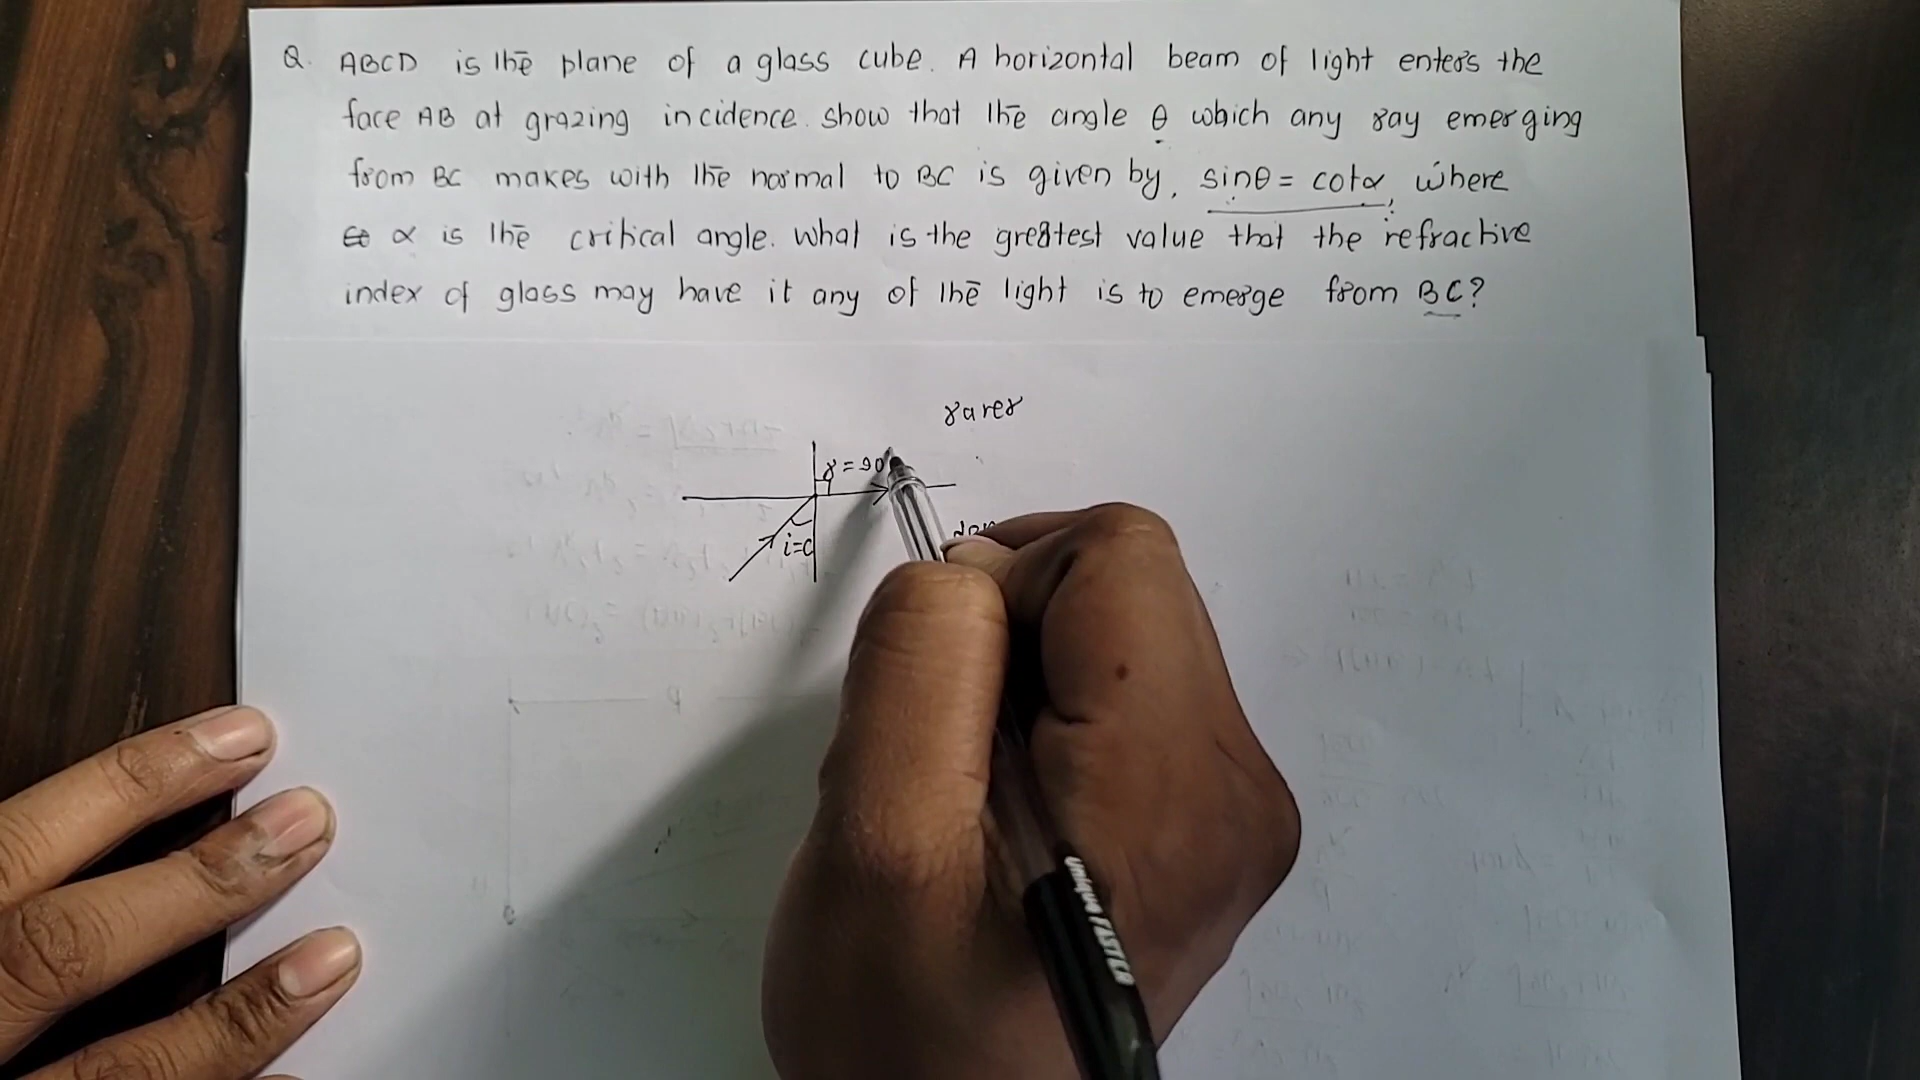 Q. ABCD is the plane of a glass cube. A horizontal beam of light enters the
face AB at grazing incidence. show that the angle θ which any ray emerging
from BC makes with the normal to BC is given by, sinθ = cotα, where
α is the critical angle. what is the greatest value that the refractive
index of glass may have it any of the light is to emerge from BC?
rarer
r = 90
i=c
Unique FASTER